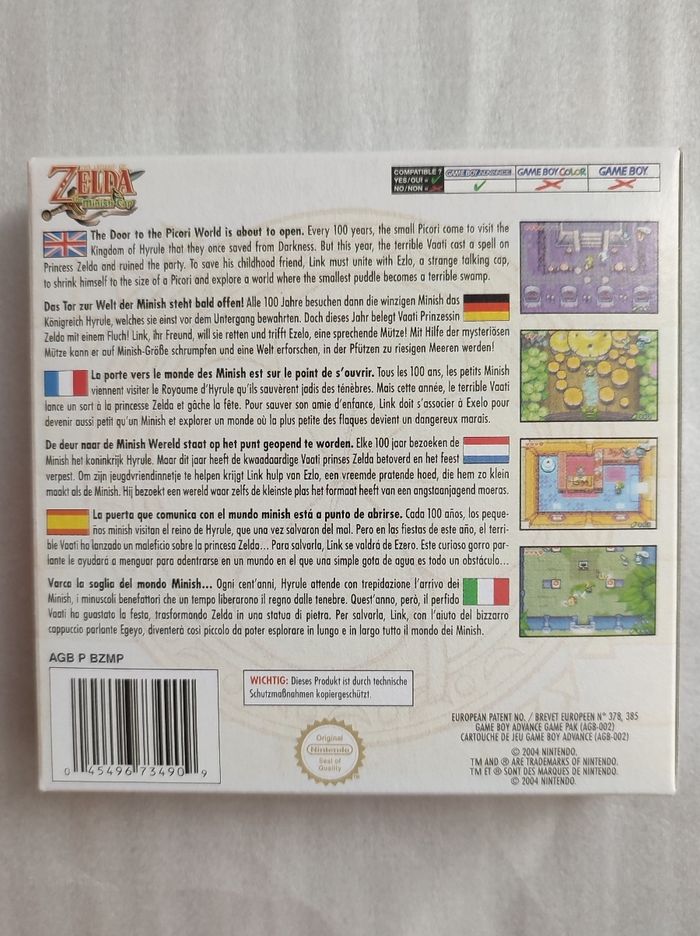 THE LEGEND OF
ZELDA
The Minish Cap
COMPATIBLE ? GAME BOY ADVANCE GAME BOY COLOR GAME BOY
YES/OUI = ✓
NO/NON = ✗
The Door to the Picori World is about to open. Every 100 years, the small Picori come to visit the
Kingdom of Hyrule that they once saved from Darkness. But this year, the terrible Vaati cast a spell on
Princess Zelda and ruined the party. To save his childhood friend, Link must unite with Ezlo, a strange talking cap,
to shrink himself to the size of a Picori and explore a world where the smallest puddle becomes a terrible swamp.
Das Tor zur Welt der Minish steht bald offen! Alle 100 Jahre besuchen dann die winzigen Minish das
Königreich Hyrule, welches sie einst vor dem Untergang bewahrten. Doch dieses Jahr belegt Vaati Prinzessin
Zelda mit einem Fluch! Link, ihr Freund, will sie retten und trifft Ezelo, eine sprechende Mütze! Mit Hilfe der mysteriösen
Mütze kann er auf Minish-Größe schrumpfen und eine Welt erforschen, in der Pfützen zu riesigen Meeren werden!
La porte vers le monde des Minish est sur le point de s'ouvrir. Tous les 100 ans, les petits Minish
viennent visiter le Royaume d'Hyrule qu'ils sauvèrent jadis des ténèbres. Mais cette année, le terrible Vaati
lance un sort à la princesse Zelda et gâche la fête. Pour sauver son amie d'enfance, Link doit s'associer à Exelo pour
devenir aussi petit qu'un Minish et explorer un monde où la plus petite des flaques devient un dangereux marais.
De deur naar de Minish Wereld staat op het punt geopend te worden. Elke 100 jaar bezoeken de
Minish het koninkrijk Hyrule. Maar dit jaar heeft de kwaadaardige Vaati prinses Zelda betoverd en het feest
verpest. Om zijn jeugdvriendinnetje te helpen krijgt Link hulp van Ezlo, een vreemde pratende hoed, die hem zo klein
maakt als de Minish. Hij bezoekt een wereld waar zelfs de kleinste plas het formaat heeft van een angstaanjagend moeras.
La puerta que comunica con el mundo minish está a punto de abrirse. Cada 100 años, los peque-
ños minish visitan el reino de Hyrule, que una vez salvaron del mal. Pero en las fiestas de este año, el terri-
ble Vaati ha lanzado un maleficio sobre la princesa Zelda... Para salvarla, Link se valdrá de Ezero. Este curioso gorro par-
lante le ayudará a menguar para adentrarse en un mundo en el que una simple gota de agua es todo un obstáculo...
Varca la soglia del mondo Minish... Ogni cent'anni, Hyrule attende con trepidazione l'arrivo dei
Minish, i minuscoli benefattori che un tempo liberarono il regno dalle tenebre. Quest'anno, però, il perfido
Vaati ha guastato la festa, trasformando Zelda in una statua di pietra. Per salvarla, Link, con l'aiuto del bizzarro
cappuccio parlante Egeyo, diventerà così piccolo da poter esplorare in lungo e in largo tutto il mondo dei Minish.
AGB P BZMP
0 45496 73490 9
WICHTIG: Dieses Produkt ist durch technische
Schutzmaßnahmen kopiergeschützt.
Original
Nintendo
Seal of
Quality
EUROPEAN PATENT NO. / BREVET EUROPEEN N° 378, 385
GAME BOY ADVANCE GAME PAK (AGB-002)
CARTOUCHE DE JEU GAME BOY ADVANCE (AGB-002)
© 2004 NINTENDO.
TM AND ® ARE TRADEMARKS OF NINTENDO.
TM ET ® SONT DES MARQUES DE NINTENDO.
© 2004 NINTENDO.